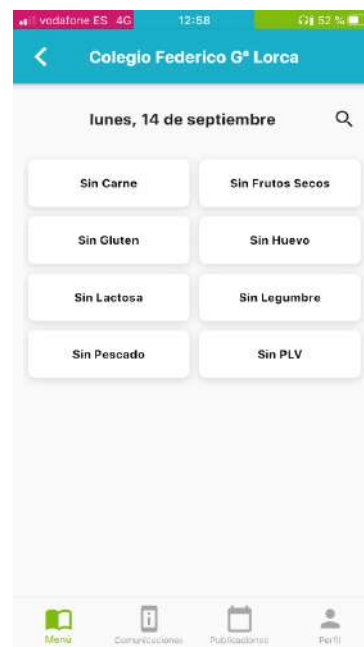 vodafone ES 4G 12:58 52 %
Colegio Federico Gª Lorca
lunes, 14 de septiembre
Sin Carne Sin Frutos Secos
Sin Gluten Sin Huevo
Sin Lactosa Sin Legumbre
Sin Pescado Sin PLV
Menú Comunicaciones Publicaciones Perfil